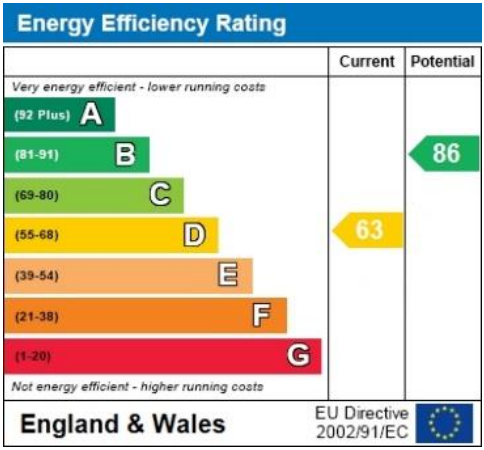 Energy Efficiency Rating
Current Potential
Very energy efficient - lower running costs
(92 Plus) A
(81-91) B 86
(69-80) C
(55-68) D 63
(39-54) E
(21-38) F
(1-20) G
Not energy efficient - higher running costs
England & Wales
EU Directive
2002/91/EC